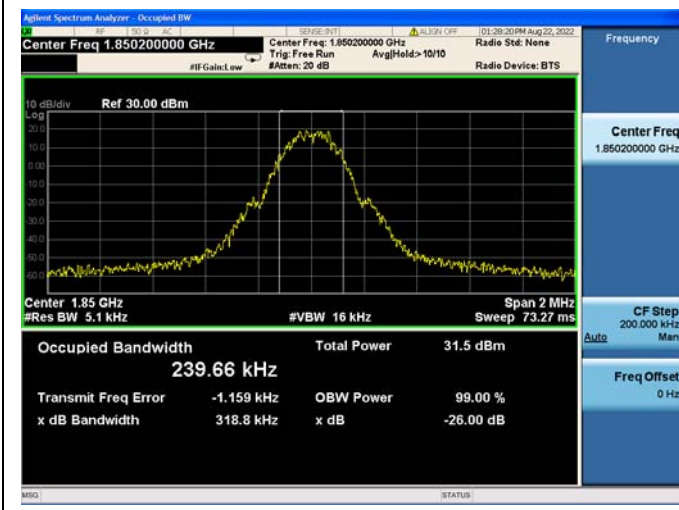 Agilent Spectrum Analyzer - Occupied BW
RF 50 Ω AC SENSE:INT ALIGN OFF 01:28:20 PM Aug 22, 2022
Center Freq 1.850200000 GHz Center Freq: 1.850200000 GHz Radio Std: None Frequency
Trig: Free Run Avg|Hold:> 10/10
#IFGain:Low #Atten: 20 dB Radio Device: BTS
10 dB/div Ref 30.00 dBm
Log
20.0
10.0
0.00
-10.0
-20.0
-30.0
-40.0
-50.0
-60.0
Center Freq
1.850200000 GHz
Center 1.85 GHz Span 2 MHz
#Res BW 5.1 kHz #VBW 16 kHz Sweep 73.27 ms
CF Step
200.000 kHz
Auto Man
Occupied Bandwidth Total Power 31.5 dBm
239.66 kHz
Freq Offset
0 Hz
Transmit Freq Error -1.159 kHz OBW Power 99.00 %
x dB Bandwidth 318.8 kHz x dB -26.00 dB
MSG STATUS